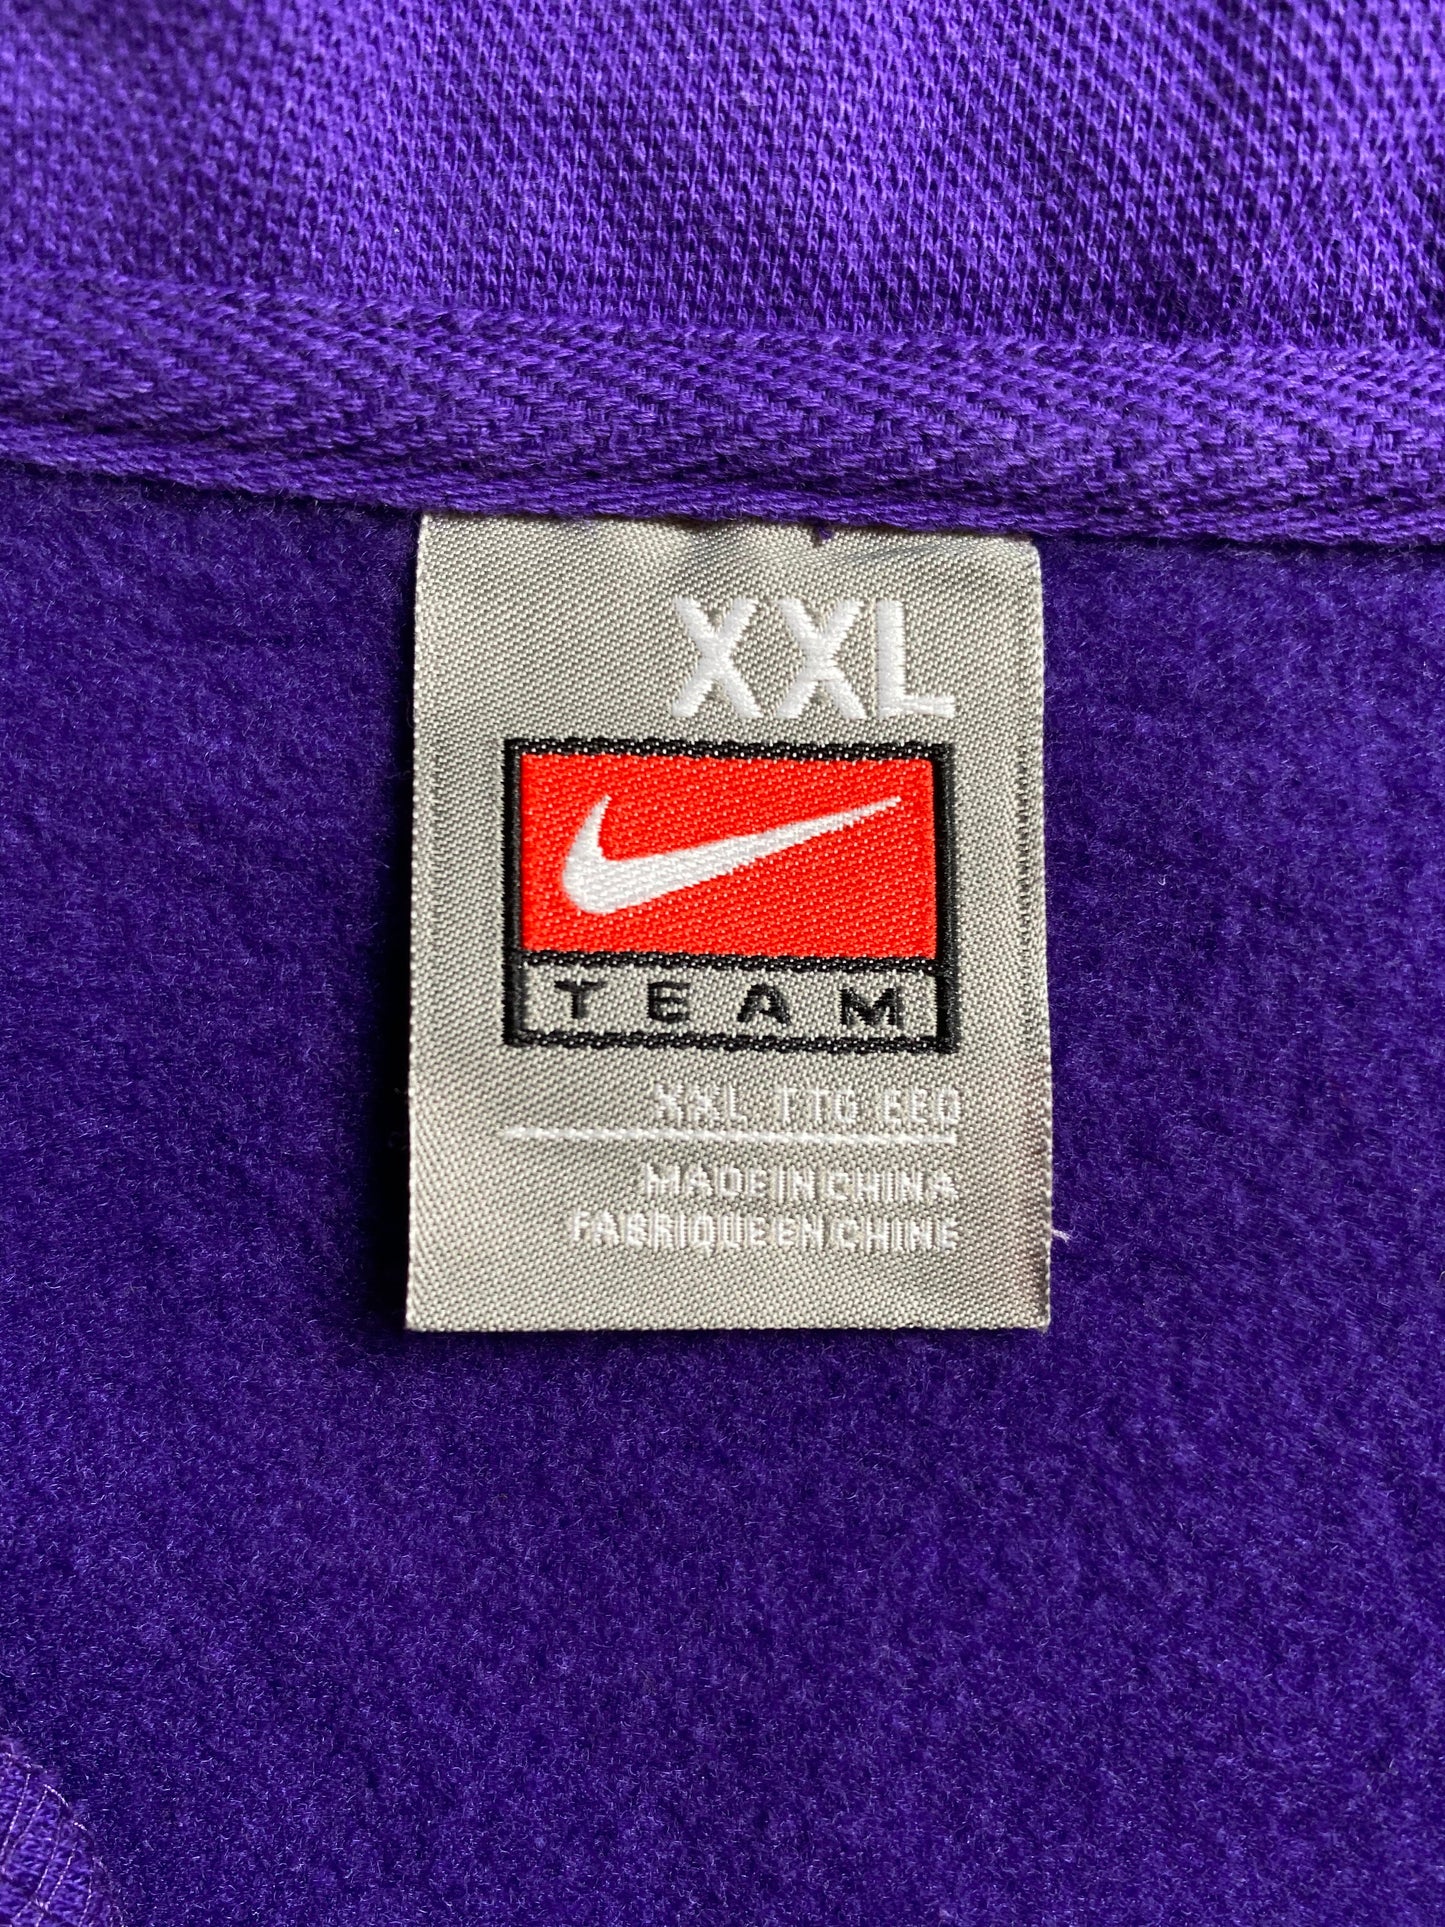 XXL
TEAM
XXL TTG EEG
MADE IN CHINA
FABRIQUE EN CHINE